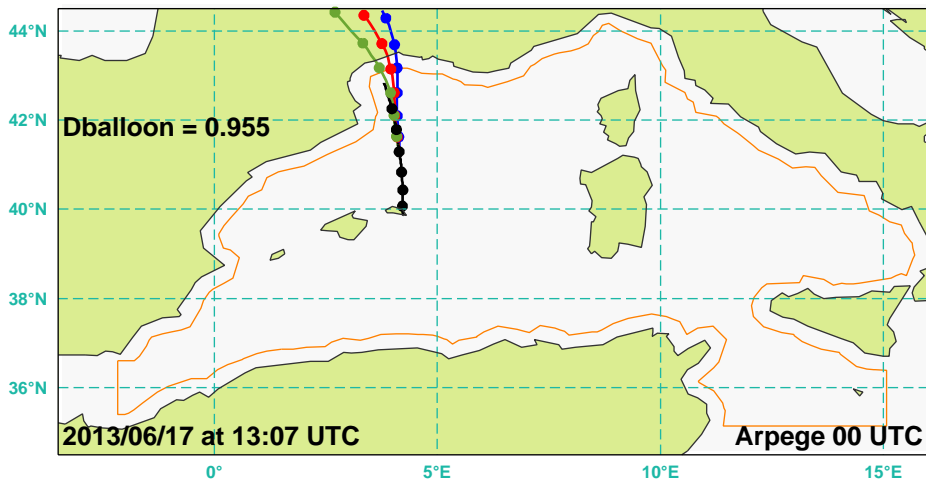 44°N
42°N
Dballoon = 0.955
40°N
38°N
36°N
2013/06/17 at 13:07 UTC
Arpege 00 UTC
0°
5°E
10°E
15°E